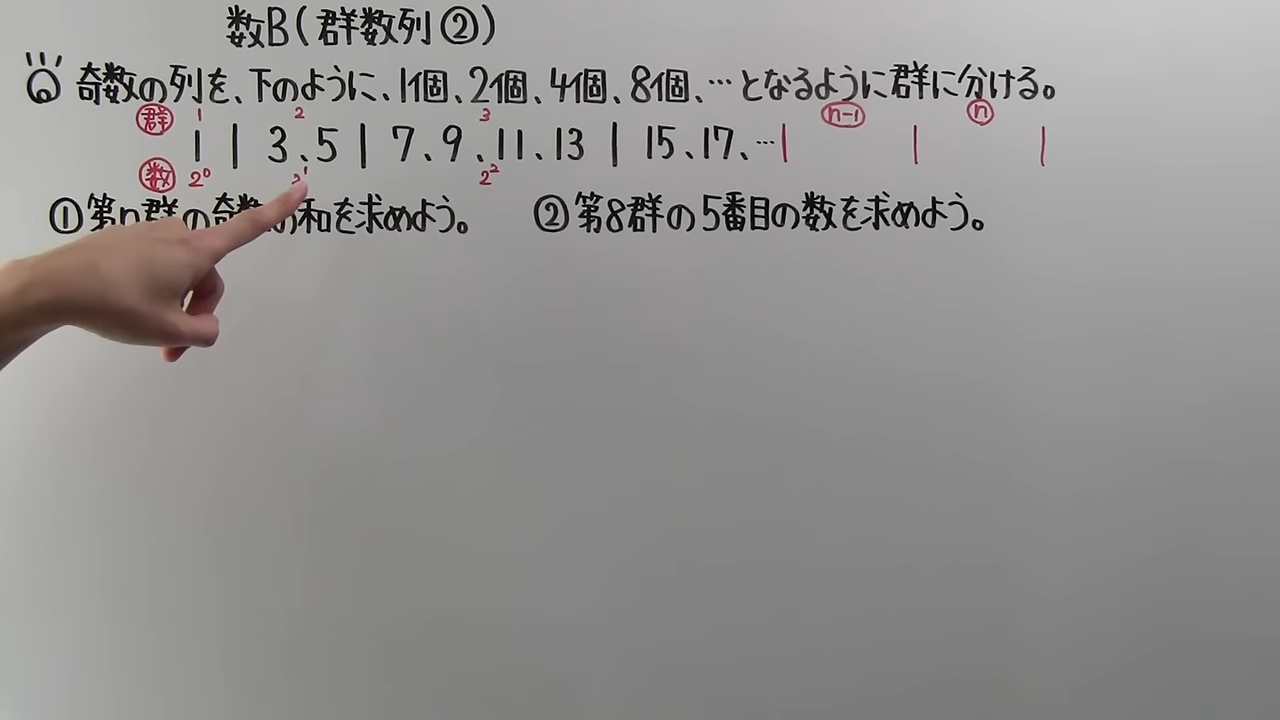 数B(群数列②)
Q 奇数の列を、下のように、1個、2個、4個、8個、…となるように群に分ける。
群 1 2 3 n-1 n
1 | 3、5 | 7、9、11、13 | 15、17、… | | |
数 2⁰ 2¹ 2²
①第n群の奇数の和を求めよう。 ②第8群の5番目の数を求めよう。